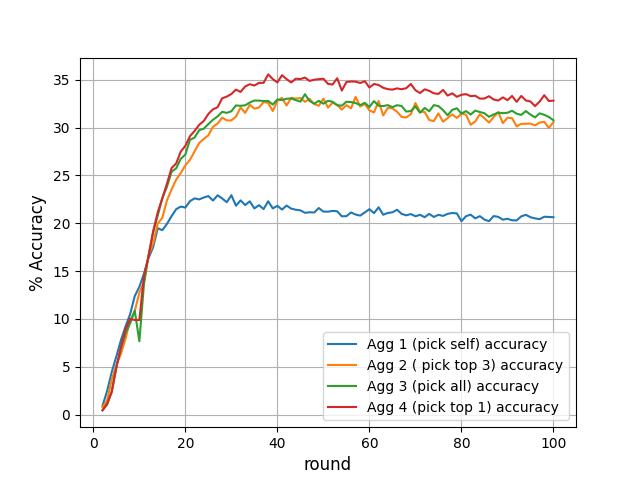 35
30
25
20
15
10
5
0
% Accuracy
Agg 1 (pick self) accuracy
Agg 2 ( pick top 3) accuracy
Agg 3 (pick all) accuracy
Agg 4 (pick top 1) accuracy
0 20 40 60 80 100
round